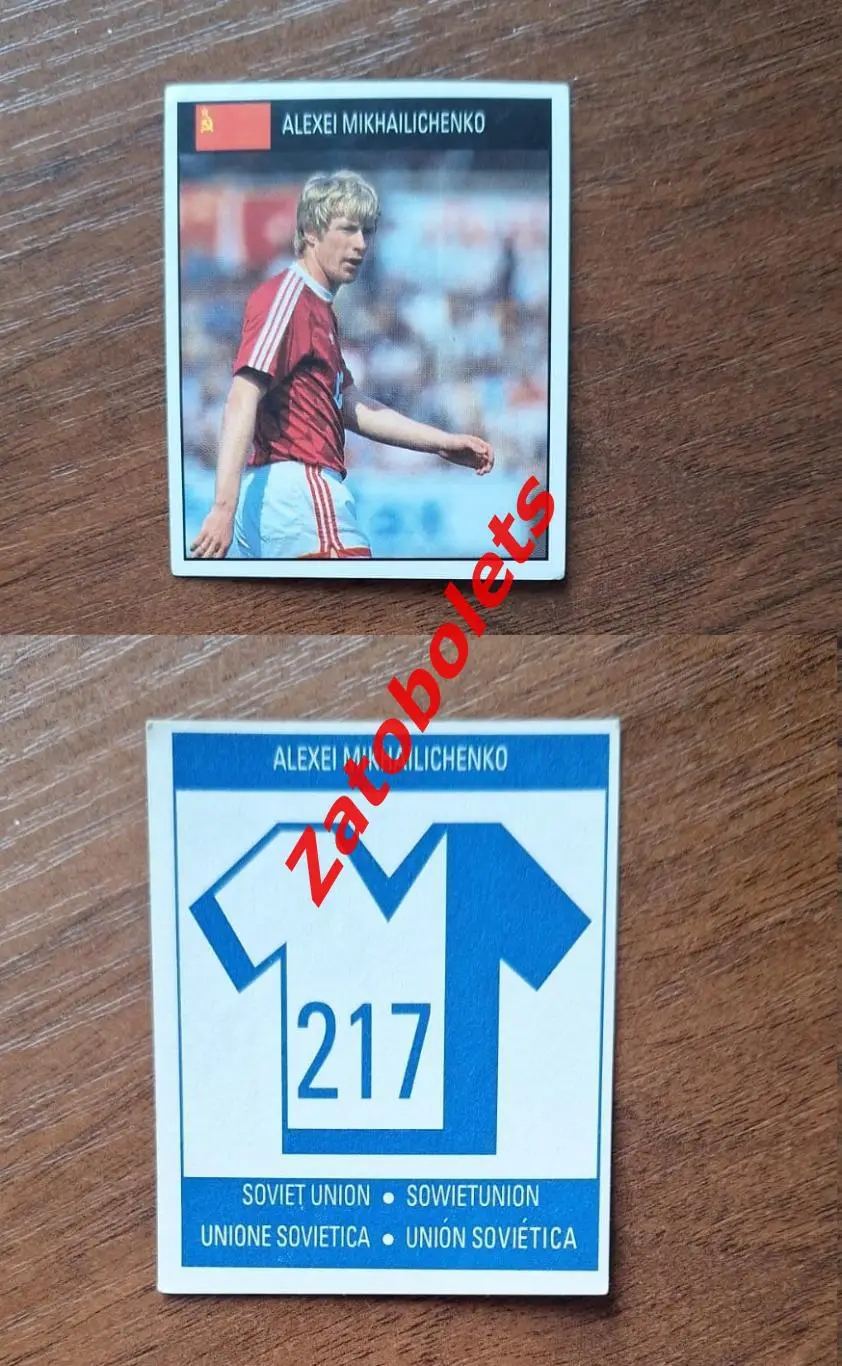 ALEXEI MIKHAILICHENKO
Zatobolets
ALEXEI MIKHAILICHENKO
217
SOVIET UNION ● SOWIETUNION
UNIONE SOVIETICA ● UNIÓN SOVIÉTICA